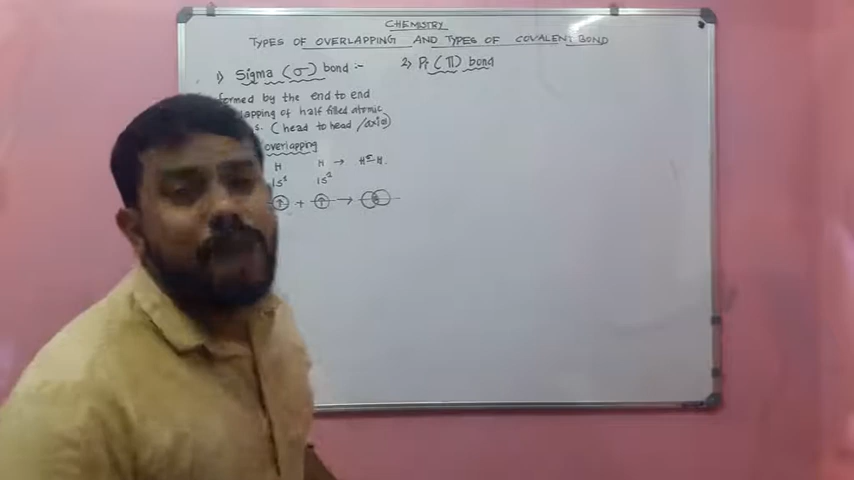 CHEMISTRY
TYPES OF OVERLAPPING AND TYPES OF COVALENT BOND
1) Sigma (σ) bond :-
formed by the end to end
overlapping of half filled atomic
(head to head / axial)
overlapping
H H → H-H.
1s¹ 1s¹
+ →
2) Pi (π) bond